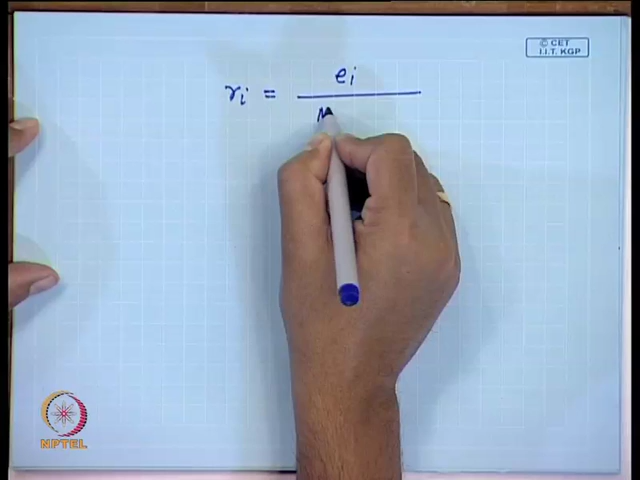 © CET
I.I.T. KGP
eᵢ
rᵢ =
NPTEL